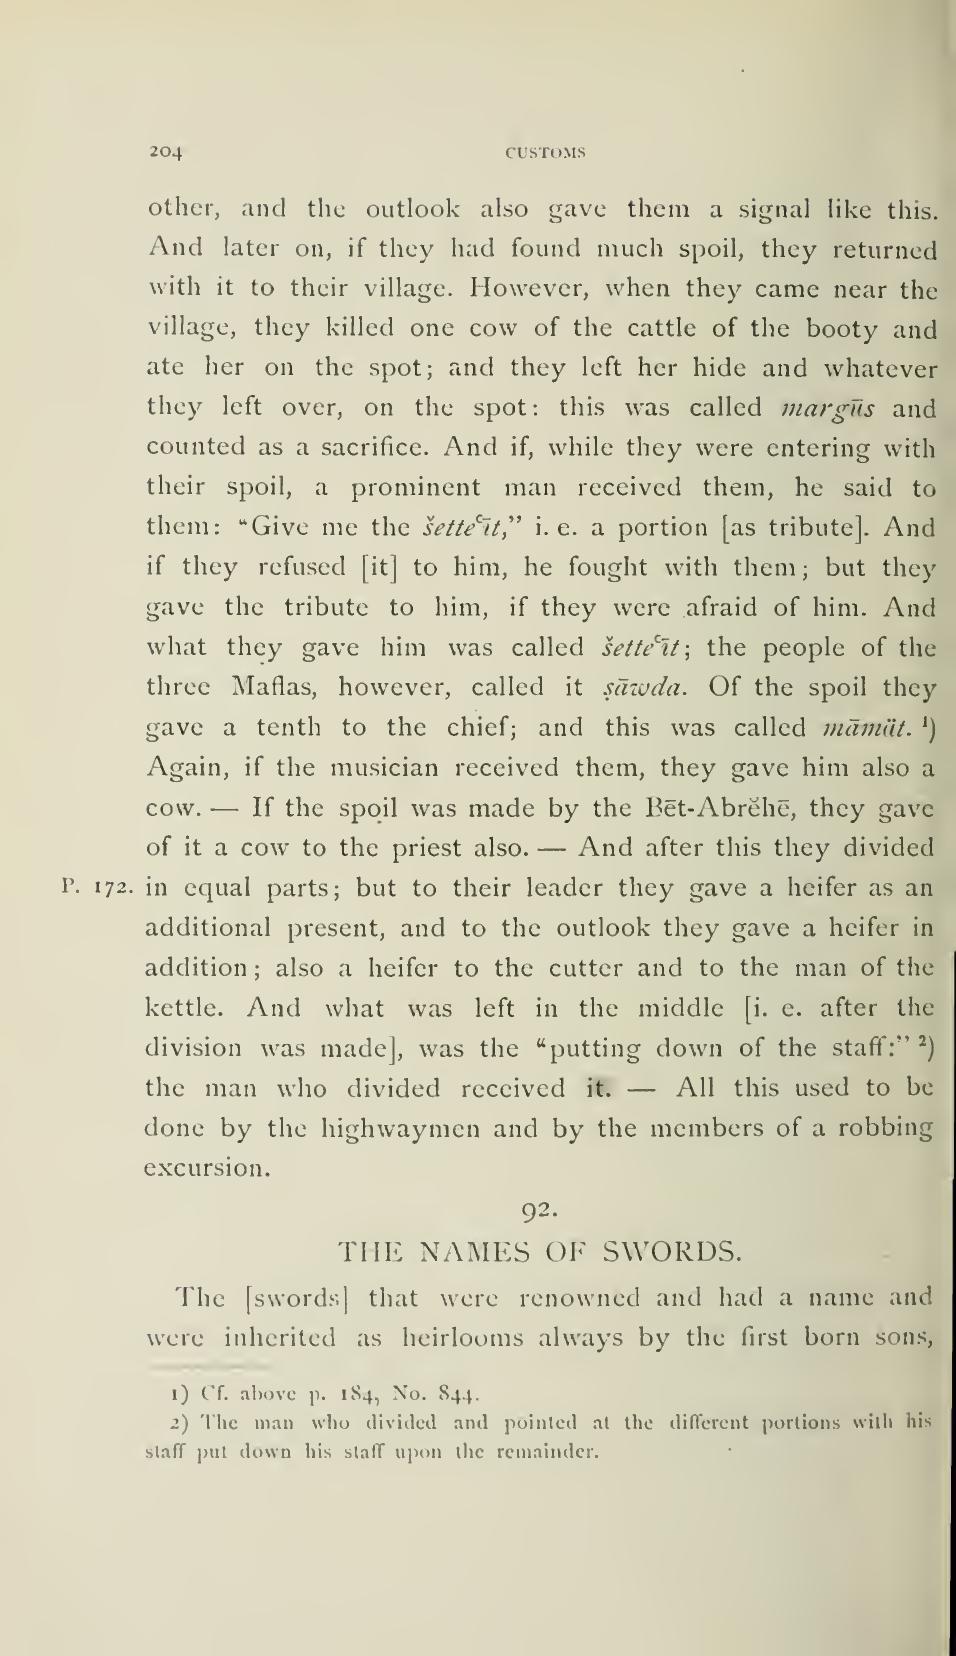 204 CUSTOMS
other, and the outlook also gave them a signal like this.
And later on, if they had found much spoil, they returned
with it to their village. However, when they came near the
village, they killed one cow of the cattle of the booty and
ate her on the spot; and they left her hide and whatever
they left over, on the spot: this was called margūs and
counted as a sacrifice. And if, while they were entering with
their spoil, a prominent man received them, he said to
them: “Give me the šetteʿīt,” i. e. a portion [as tribute]. And
if they refused [it] to him, he fought with them; but they
gave the tribute to him, if they were afraid of him. And
what they gave him was called šetteʿīt; the people of the
three Maflas, however, called it ṣāwda. Of the spoil they
gave a tenth to the chief; and this was called māmāt. ¹)
Again, if the musician received them, they gave him also a
cow. — If the spoil was made by the Bēt-Abrĕhē, they gave
of it a cow to the priest also. — And after this they divided
P. 172. in equal parts; but to their leader they gave a heifer as an
additional present, and to the outlook they gave a heifer in
addition; also a heifer to the cutter and to the man of the
kettle. And what was left in the middle [i. e. after the
division was made], was the “putting down of the staff:” ²)
the man who divided received it. — All this used to be
done by the highwaymen and by the members of a robbing
excursion.
92.
THE NAMES OF SWORDS.
The [swords] that were renowned and had a name and
were inherited as heirlooms always by the first born sons,
1) Cf. above p. 184, No. 844.
2) The man who divided and pointed at the different portions with his
staff put down his staff upon the remainder.